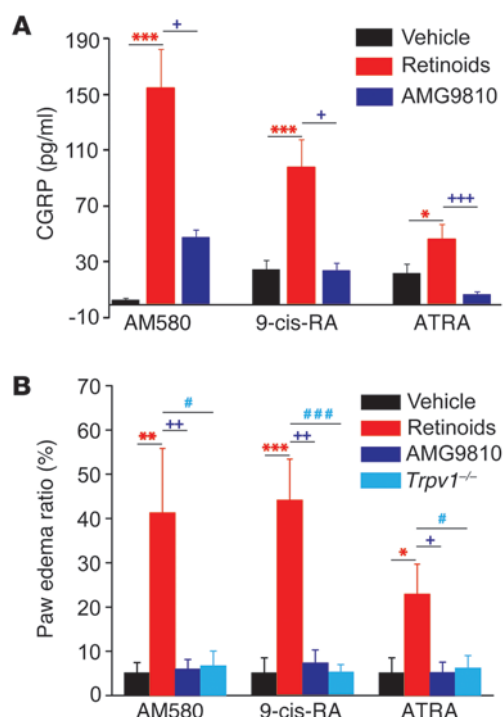 A
CGRP (pg/ml)
190
150
110
70
30
-10
*** +
*** +
* +++
Vehicle
Retinoids
AMG9810
AM580 9-cis-RA ATRA
B
Paw edema ratio (%)
70
60
50
40
30
20
10
0
Vehicle
Retinoids
AMG9810
Trpv1–/–
#
** ++
###
*** ++
#
* +
AM580 9-cis-RA ATRA